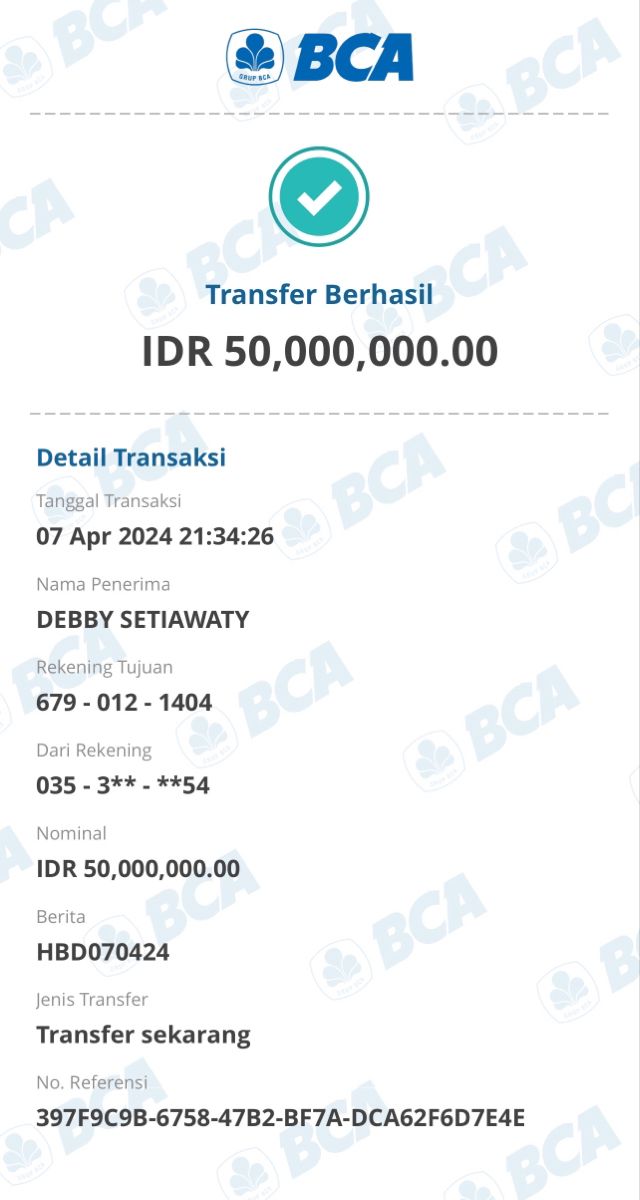 GRUP BCA
BCA
Transfer Berhasil
IDR 50,000,000.00
Detail Transaksi
Tanggal Transaksi
07 Apr 2024 21:34:26
Nama Penerima
DEBBY SETIAWATY
Rekening Tujuan
679 - 012 - 1404
Dari Rekening
035 - 3** - **54
Nominal
IDR 50,000,000.00
Berita
HBD070424
Jenis Transfer
Transfer sekarang
No. Referensi
397F9C9B-6758-47B2-BF7A-DCA62F6D7E4E